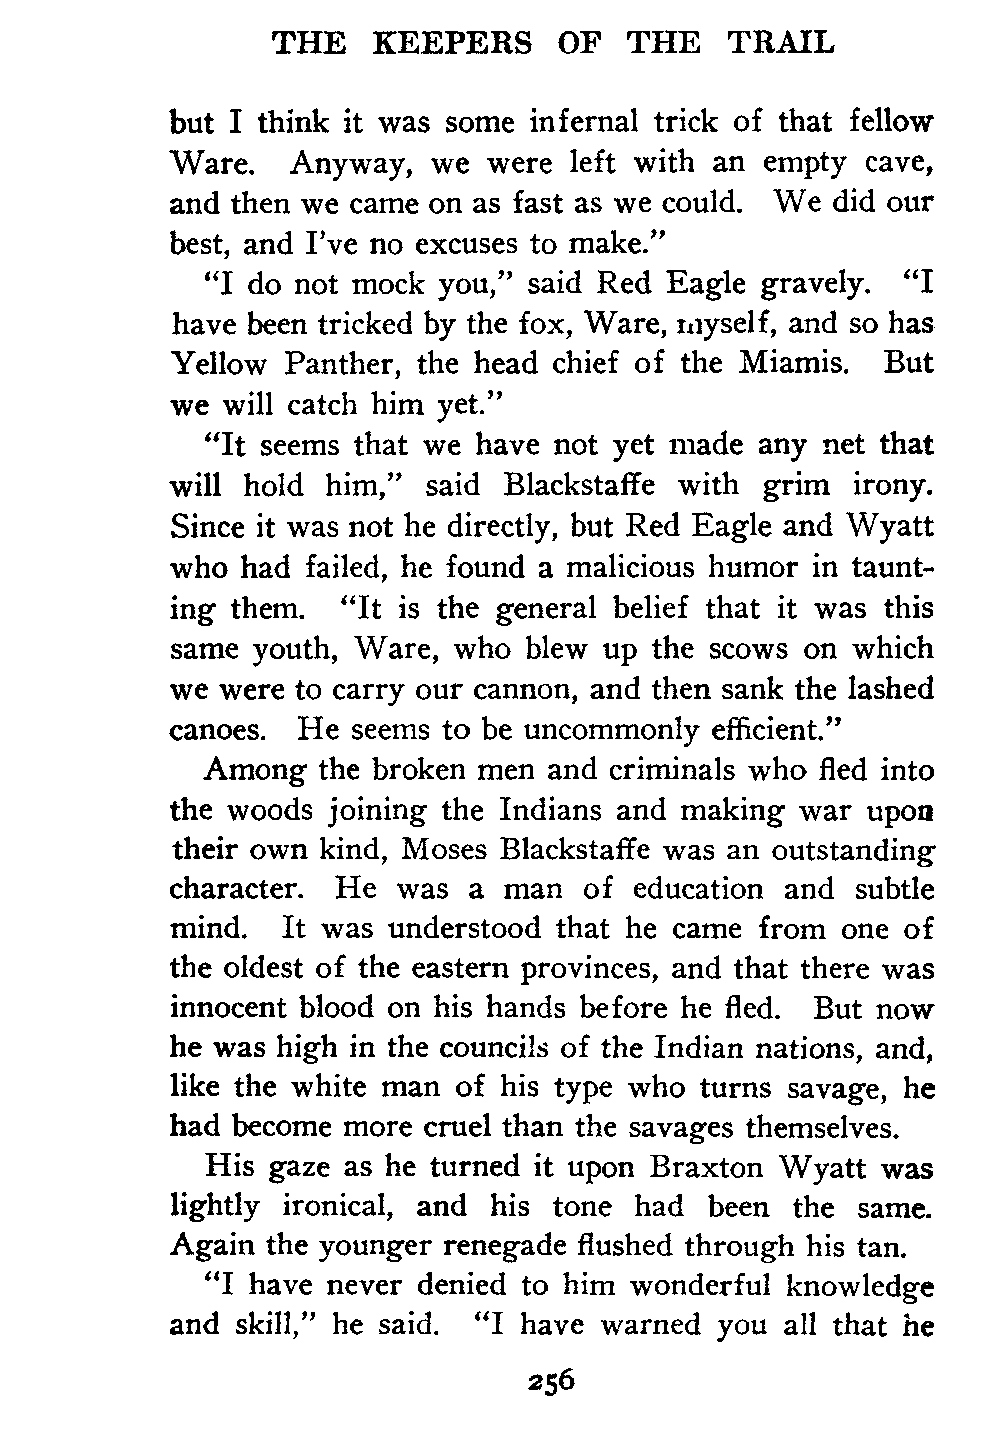 THE KEEPERS OF THE TRAIL
but I think it was some infernal trick of that fellow
Ware. Anyway, we were left with an empty cave,
and then we came on as fast as we could. We did our
best, and I've no excuses to make."
"I do not mock you," said Red Eagle gravely. "I
have been tricked by the fox, Ware, myself, and so has
Yellow Panther, the head chief of the Miamis. But
we will catch him yet."
"It seems that we have not yet made any net that
will hold him," said Blackstaffe with grim irony.
Since it was not he directly, but Red Eagle and Wyatt
who had failed, he found a malicious humor in taunt-
ing them. "It is the general belief that it was this
same youth, Ware, who blew up the scows on which
we were to carry our cannon, and then sank the lashed
canoes. He seems to be uncommonly efficient."
Among the broken men and criminals who fled into
the woods joining the Indians and making war upon
their own kind, Moses Blackstaffe was an outstanding
character. He was a man of education and subtle
mind. It was understood that he came from one of
the oldest of the eastern provinces, and that there was
innocent blood on his hands before he fled. But now
he was high in the councils of the Indian nations, and,
like the white man of his type who turns savage, he
had become more cruel than the savages themselves.
His gaze as he turned it upon Braxton Wyatt was
lightly ironical, and his tone had been the same.
Again the younger renegade flushed through his tan.
"I have never denied to him wonderful knowledge
and skill," he said. "I have warned you all that he
256